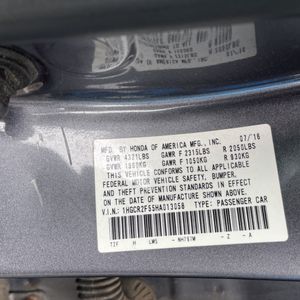 MFD. BY HONDA OF AMERICA MFG., INC. 07/16
GVWR 4321LBS GAWR F 2315LBS R 2050LBS
GVWR 1960KG GAWR F 1050KG R 930KG
THIS VEHICLE CONFORMS TO ALL APPLICABLE
FEDERAL MOTOR VEHICLE SAFETY, BUMPER,
AND THEFT PREVENTION STANDARDS IN EFFECT
ON THE DATE OF MANUFACTURE SHOWN ABOVE.
V.I.N.: 1HGCR2F55HA013058 TYPE: PASSENGER CAR
H LWS NH797M - Z - A